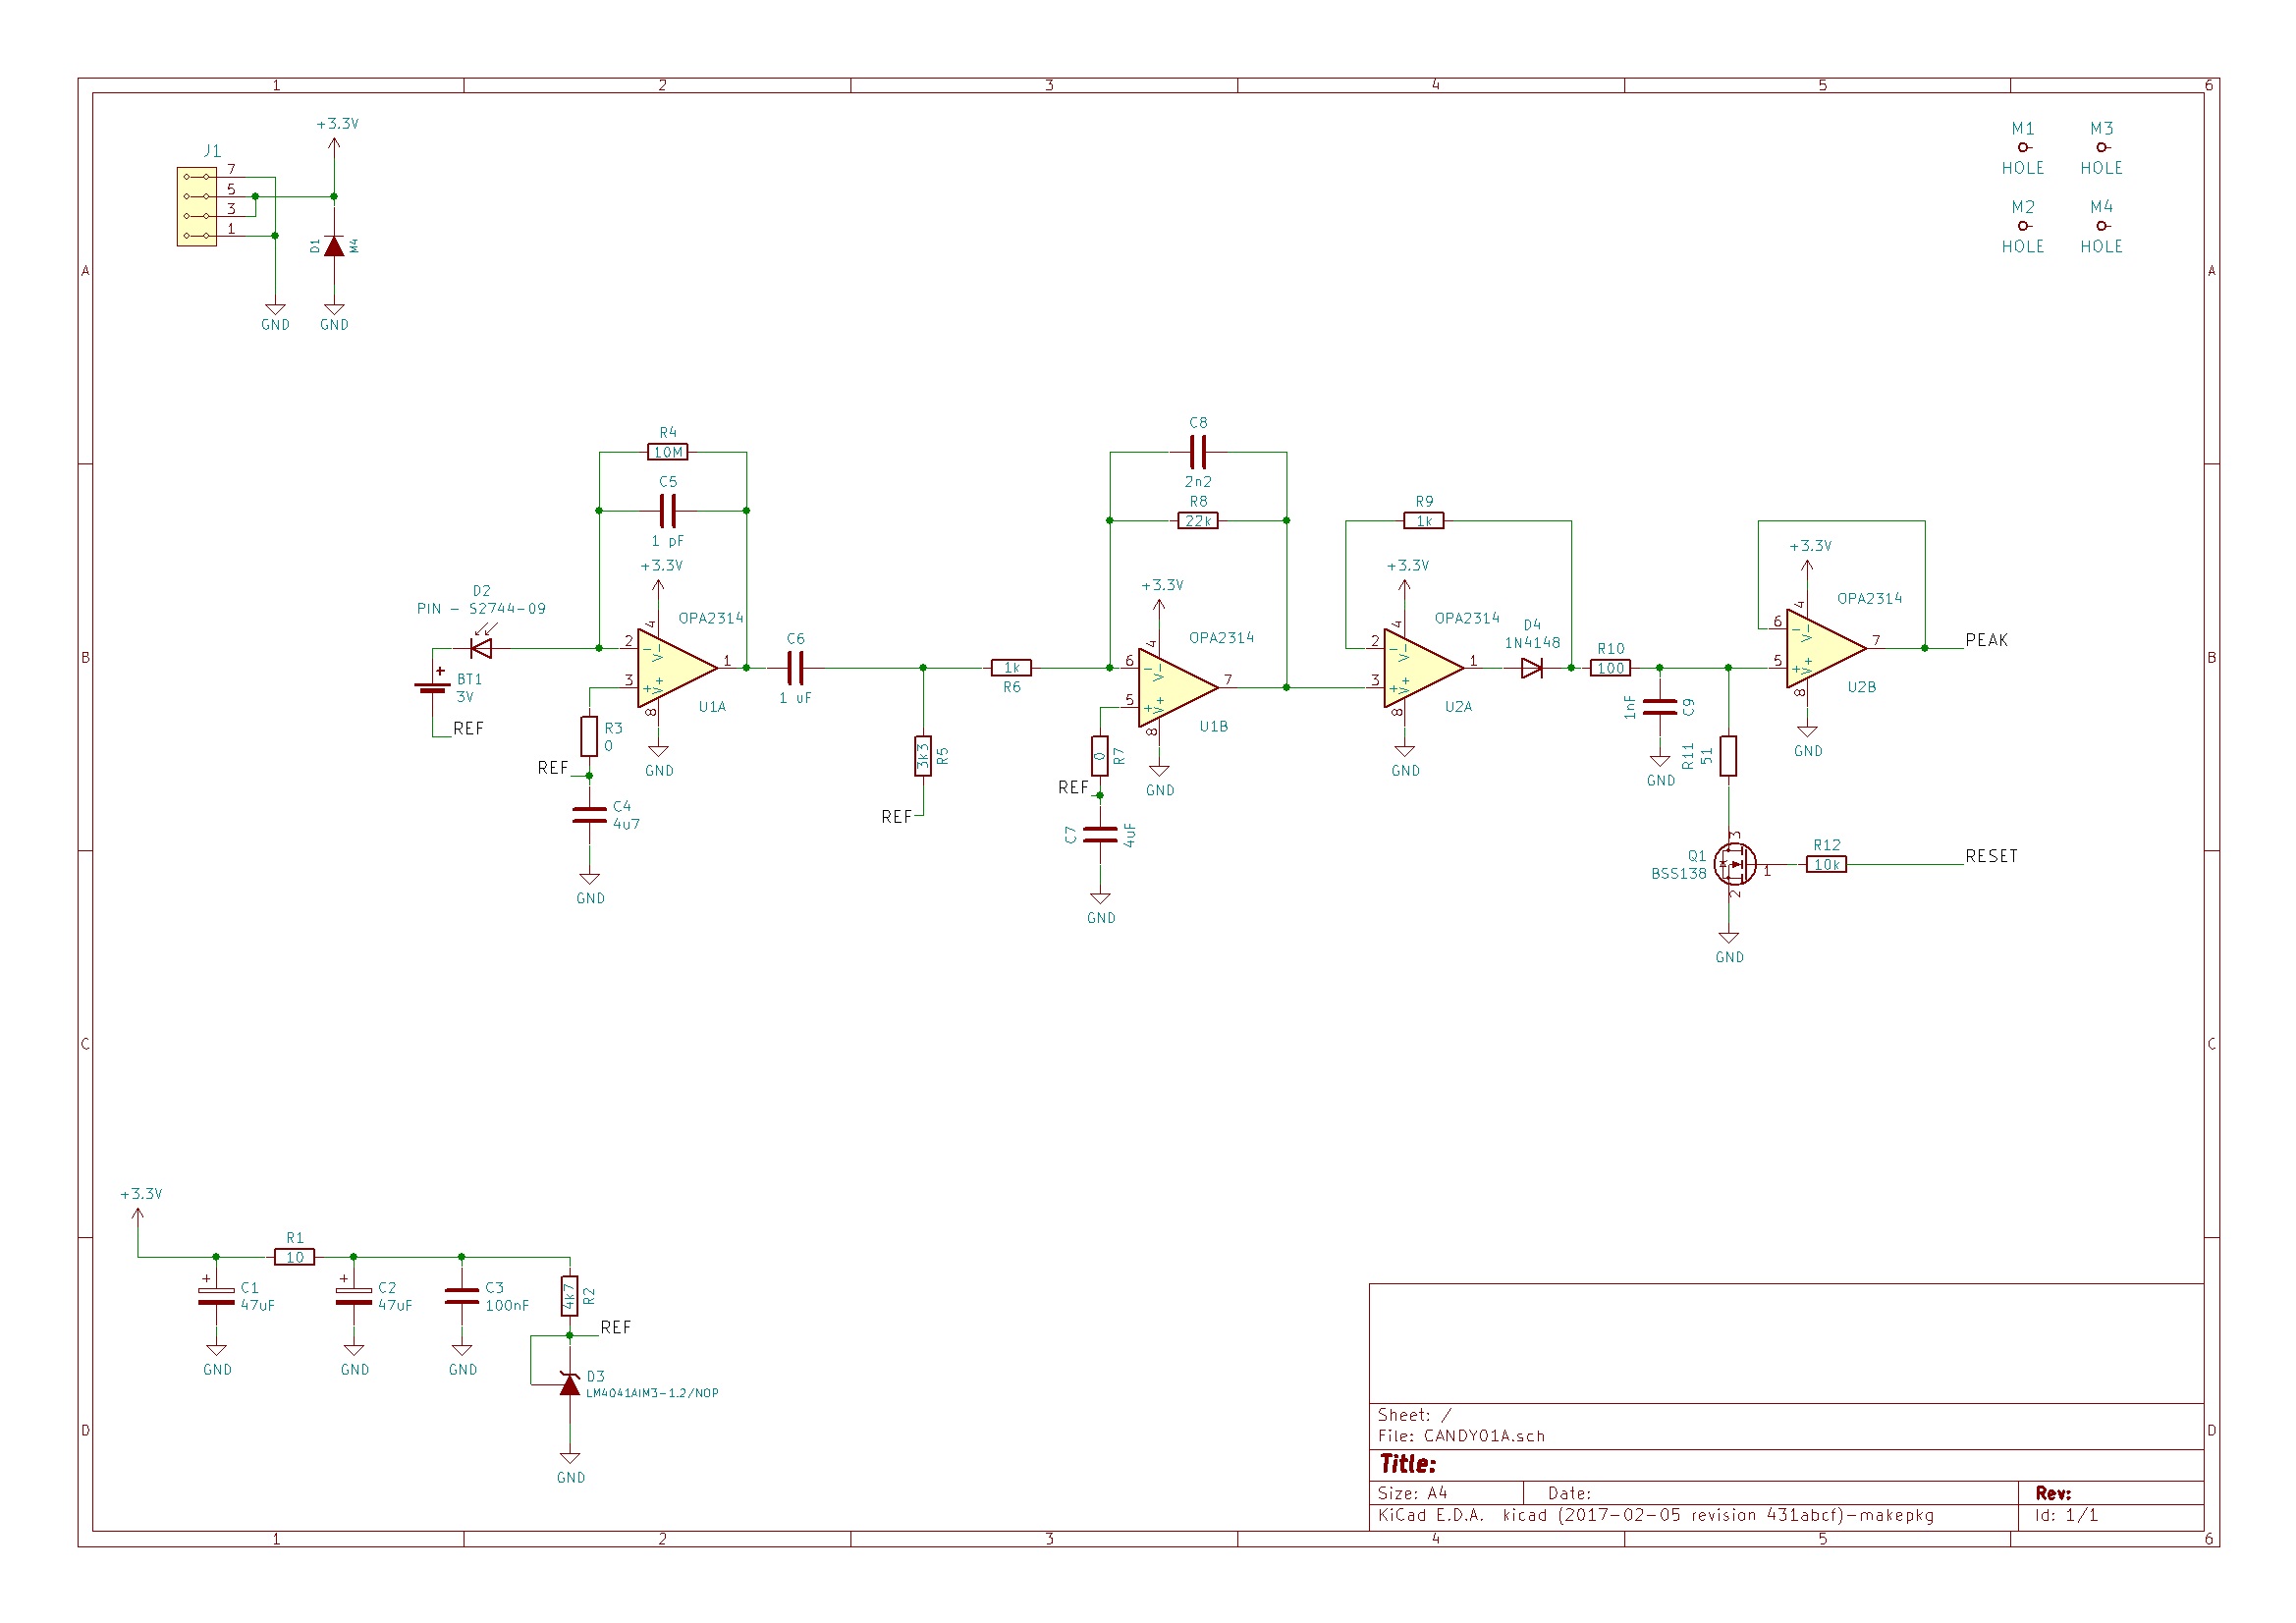 1 2 3 4 5 6
A
B
C
D
A
B
C
D
+3.3V
J1
7
5
3
1
D1
M4
GND
GND
M1
HOLE
M3
HOLE
M2
HOLE
M4
HOLE
R4
10M
C5
1 pF
+3.3V
D2
PIN - S2744-09
OPA2314
2
3
4
8
1
-
+
V-
V+
U1A
GND
+
BT1
3V
REF
R3
0
REF
C4
4u7
GND
C6
1 uF
R5
3k3
REF
1k
R6
C8
2n2
R8
22k
+3.3V
OPA2314
6
5
4
8
7
-
+
V-
V+
U1B
GND
R7
0
REF
C7
4uF
GND
R9
1k
+3.3V
OPA2314
2
3
4
8
1
-
+
V-
V+
U2A
GND
D4
1N4148
R10
100
1nF
C9
GND
R11
51
+3.3V
OPA2314
6
5
4
8
7
-
+
V-
V+
U2B
GND
PEAK
Q1
BSS138
3
1
2
R12
10k
RESET
GND
+3.3V
R1
10
+
C1
47uF
GND
+
C2
47uF
GND
C3
100nF
GND
R2
4k7
REF
D3
LM4041AIM3-1.2/NOP
GND
Sheet: /
File: CANDY01A.sch
Title:
Size: A4 Date: Rev:
KiCad E.D.A. kicad (2017-02-05 revision 431abcf)-makepkg Id: 1/1
1 2 3 4 5 6